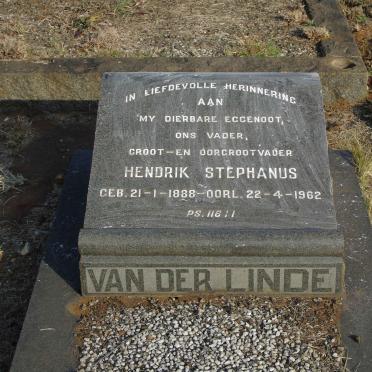 IN LIEFDEVOLLE HERINNERING
AAN
MY DIERBARE EGGENOOT,
ONS VADER,
GROOT-EN OORGROOTVADER
HENDRIK STEPHANUS
GEB. 21-1-1888-OORL. 22-4-1962
PS. 116:1
VAN DER LINDE